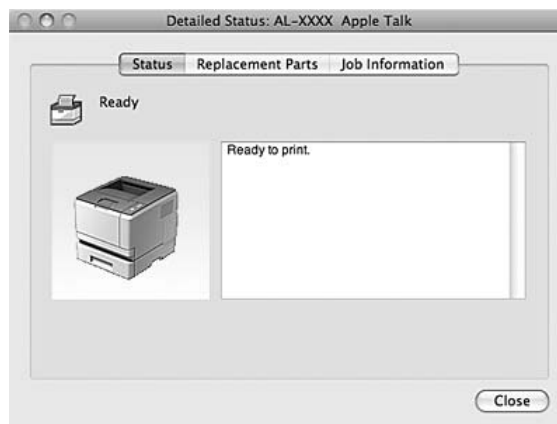 Detailed Status: AL-XXXX Apple Talk
Status Replacement Parts Job Information
Ready
Ready to print.
Close